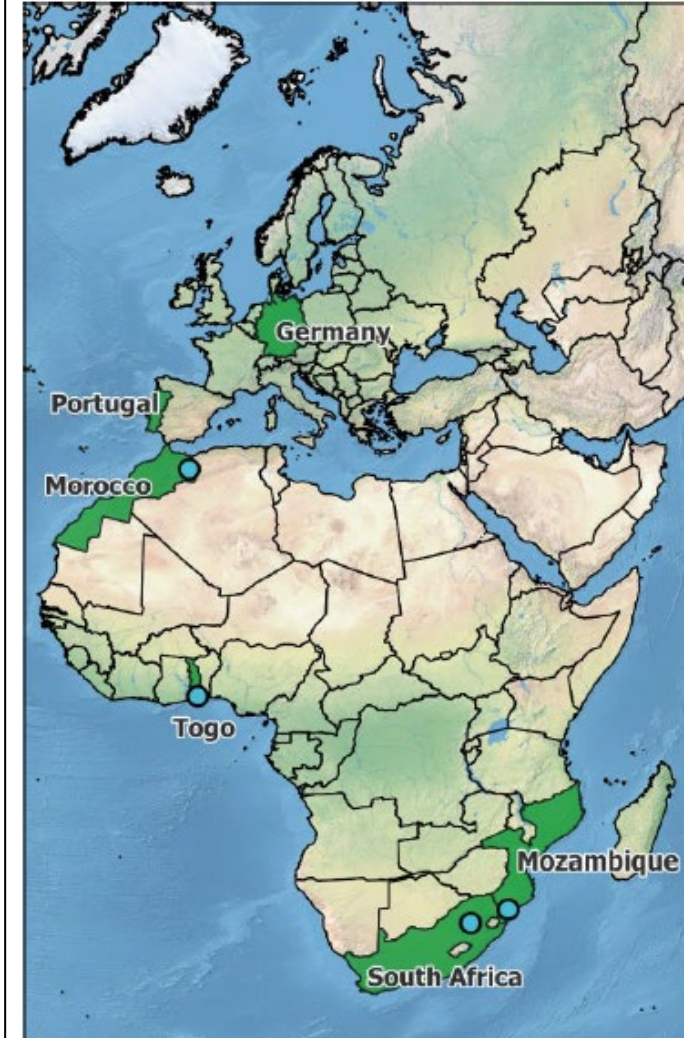 Germany
Portugal
Morocco
Togo
Mozambique
South Africa